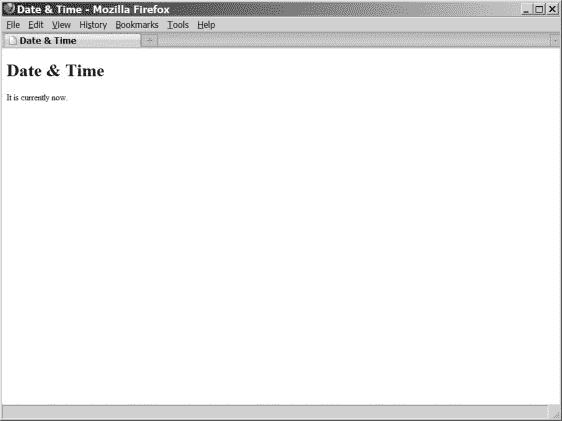 Date & Time - Mozilla Firefox
File Edit View History Bookmarks Tools Help
Date & Time
Date & Time
It is currently now.